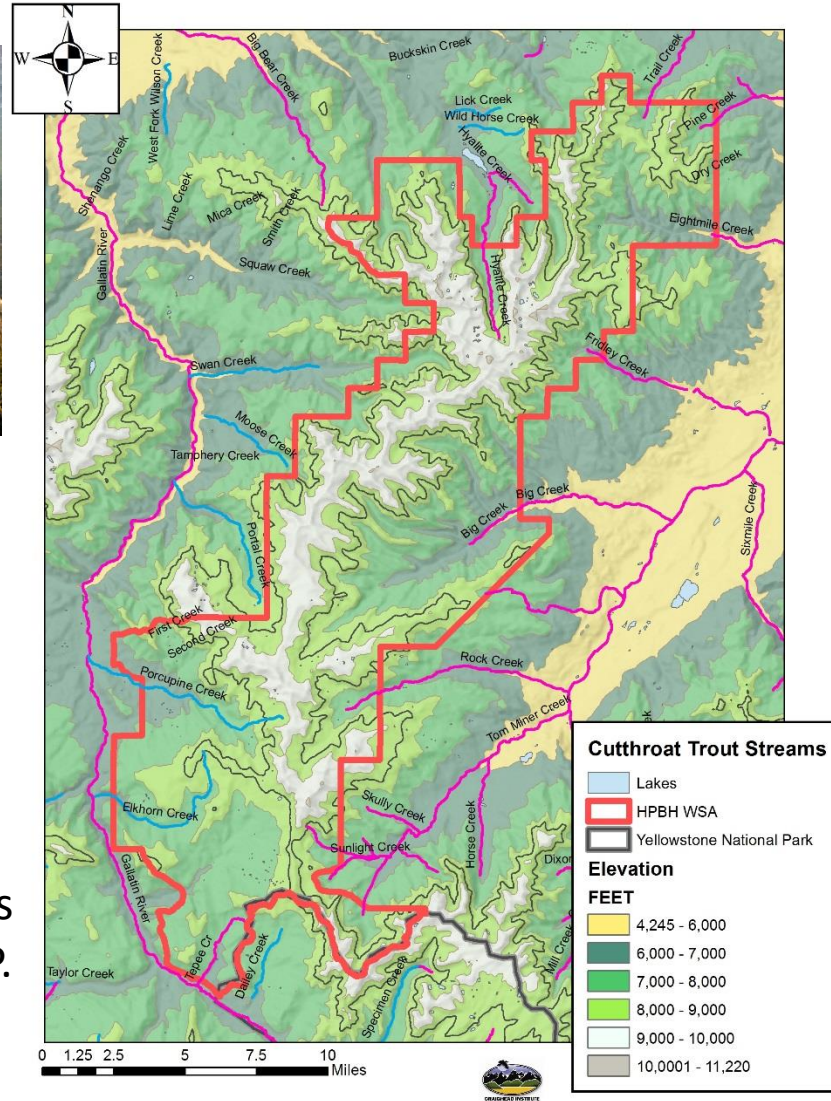 N
W E
S
Buckskin Creek
Big Bear Creek
Trail Creek
West Fork Wilson Creek
Lick Creek
Wild Horse Creek
Pine Creek
Hyalite Creek
Shenango Creek
Lime Creek
Dry Creek
Mica Creek
Smith Creek
Eightmile Creek
Gallatin River
Squaw Creek
Hyalite Creek
Fridley Creek
Swan Creek
Moose Creek
Tamphery Creek
Big Creek
Big Creek
Sixmile Creek
Portal Creek
First Creek
Second Creek
Rock Creek
Porcupine Creek
Tom Miner Creek
Skully Creek
Elkhorn Creek
Sunlight Creek
Horse Creek
Gallatin River
Dixon
Tepee Cr
Dailey Creek
Mill Creek
Taylor Creek
Specimen Creek
s
P.
Cutthroat Trout Streams
Lakes
HPBH WSA
Yellowstone National Park
Elevation
FEET
4,245 - 6,000
6,000 - 7,000
7,000 - 8,000
8,000 - 9,000
9,000 - 10,000
10,0001 - 11,220
0 1.25 2.5 5 7.5 10
Miles
CRAIGHEAD INSTITUTE